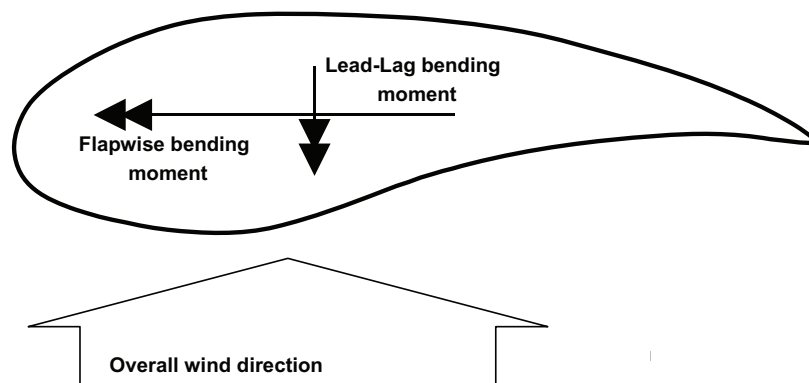 Lead-Lag bending
moment
Flapwise bending
moment
Overall wind direction